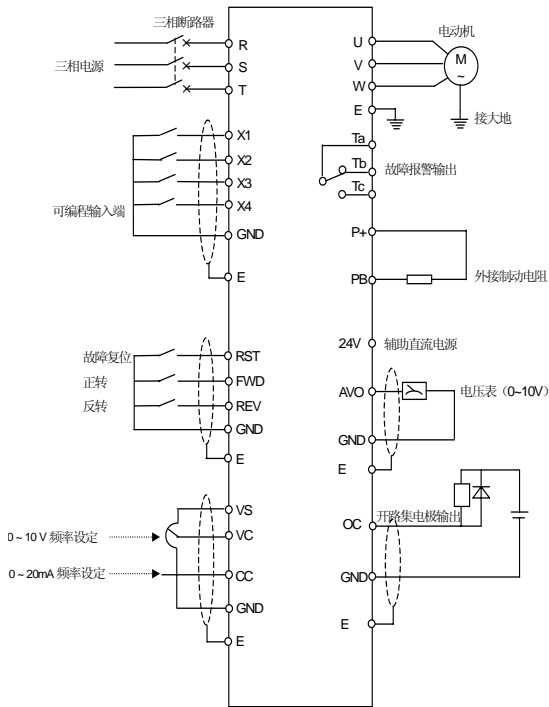 三相断路器
三相电源
R
S
T
X1
X2
X3
X4
可编程输入端
GND
E
故障复位
RST
正转
FWD
反转
REV
GND
E
VS
0 ~ 10 V 频率设定
VC
0 ~ 20mA 频率设定
CC
GND
E
电动机
U
V
W
M
~
E
接大地
Ta
Tb
故障报警输出
Tc
P+
PB
外接制动电阻
24V
辅助直流电源
AVO
电压表（0~10V）
GND
E
开路集电极输出
OC
GND
E